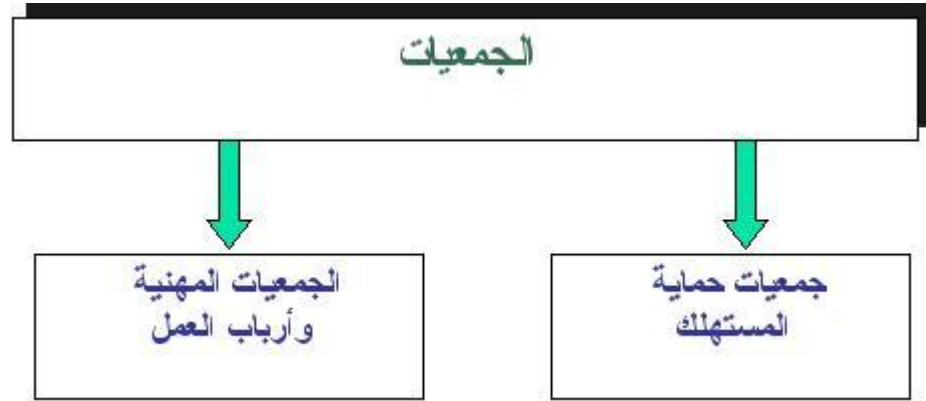 الجمعيات
جمعيات حماية
المستهلك
الجمعيات المهنية
وأرباب العمل